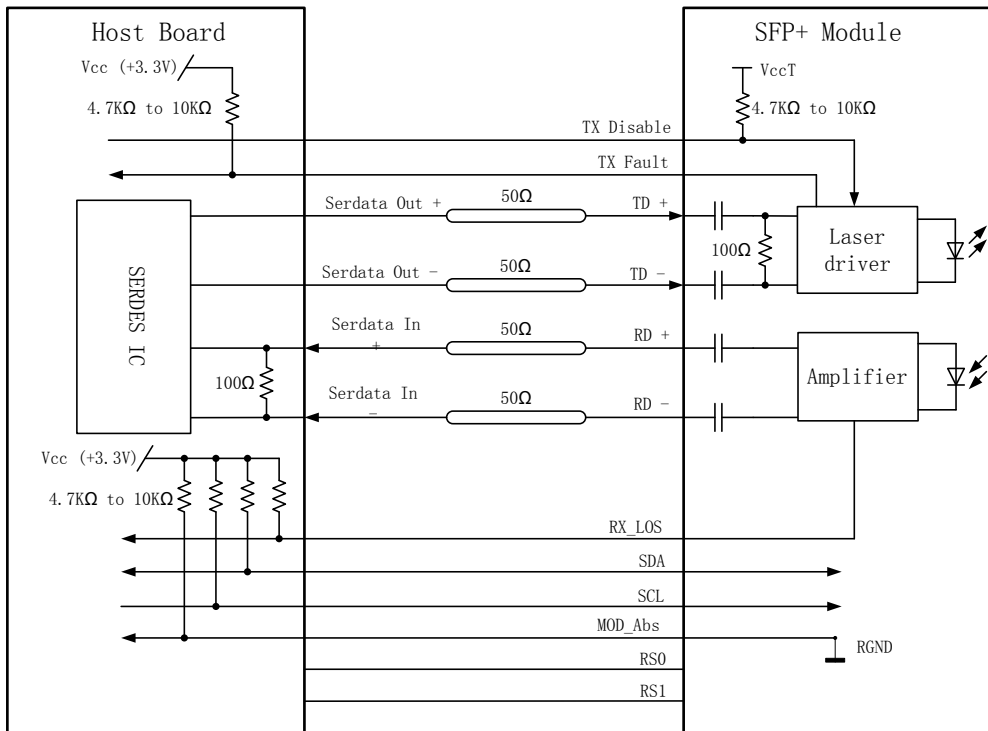 Host Board
SFP+ Module
Vcc (+3.3V)
VccT
4.7KΩ to 10KΩ
4.7KΩ to 10KΩ
TX Disable
TX Fault
Serdata Out +
50Ω
TD +
100Ω
Laser
driver
Serdata Out -
50Ω
TD -
SERDES IC
Serdata In
+
50Ω
RD +
100Ω
Amplifier
Serdata In
-
50Ω
RD -
Vcc (+3.3V)
4.7KΩ to 10KΩ
RX_LOS
SDA
SCL
MOD_Abs
RGND
RS0
RS1